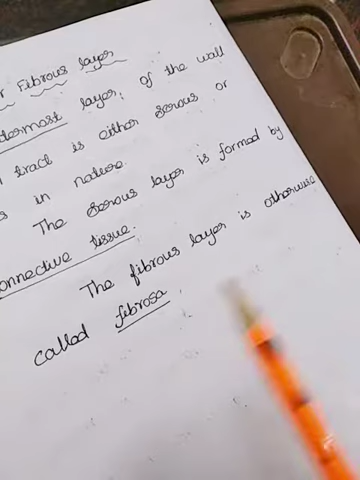 Fibrous layer
layer; of the wall
tract is either serous or
in nature.
The serous layer is formed by
connective tissue.
The fibrous layer is otherwise
called fibrosa.